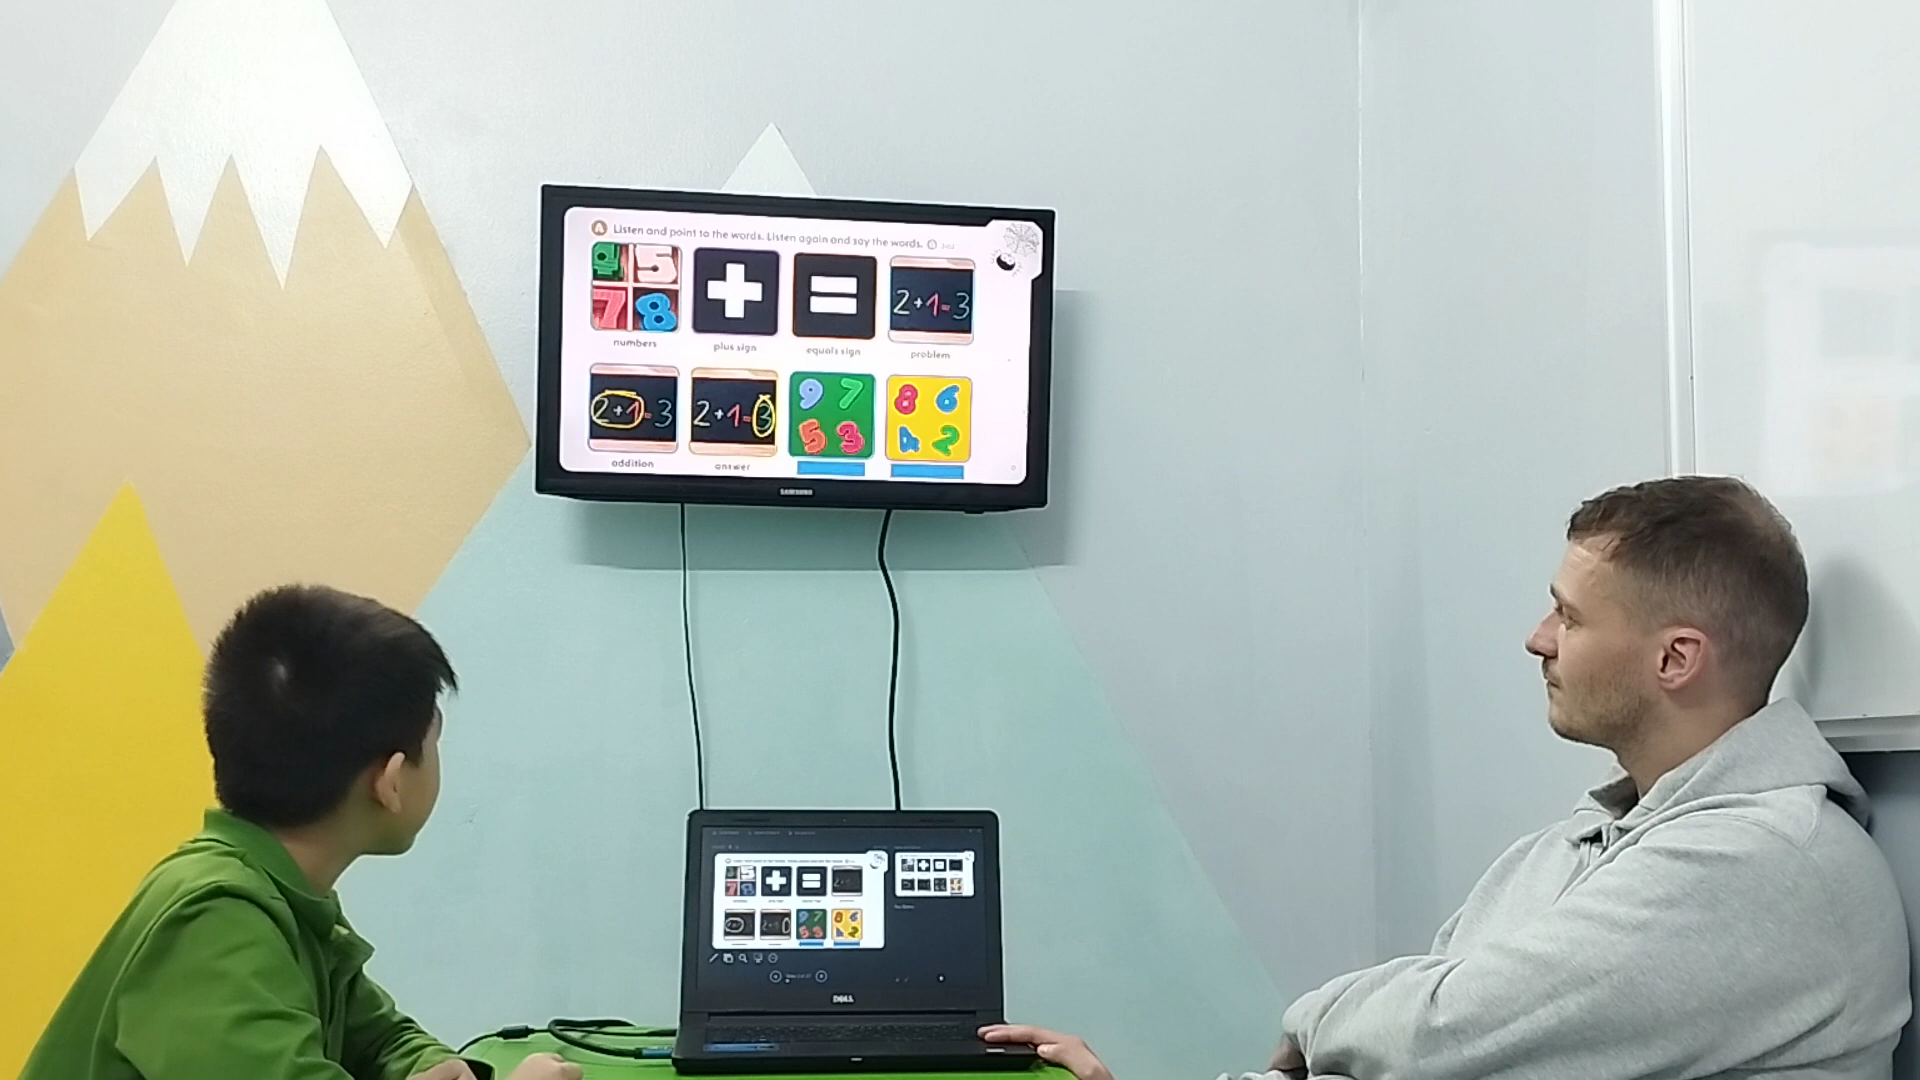 A Listen and point to the words. Listen again and say the words.
4 5
7 8
2+1=3
numbers
plus sign
equals sign
problem
2+1=3
2+1=3
9 7
5 3
8 6
4 2
addition
answer
SAMSUNG
DELL